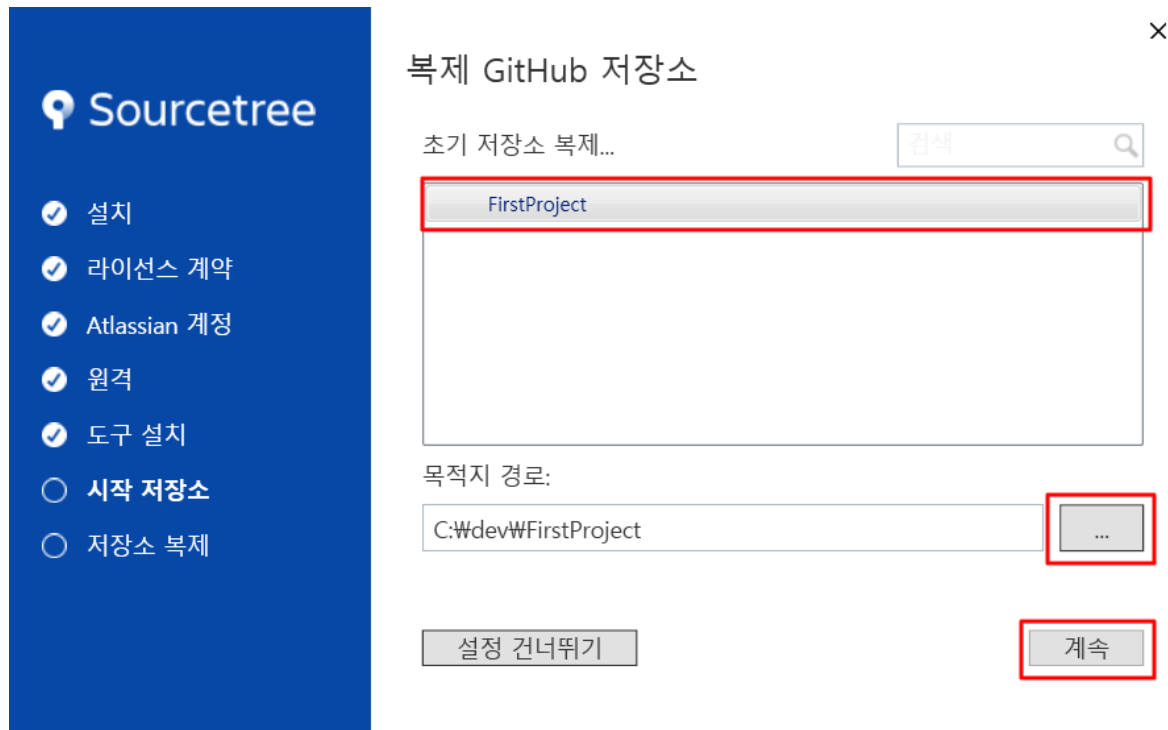 Sourcetree
설치
라이선스 계약
Atlassian 계정
원격
도구 설치
시작 저장소
저장소 복제
복제 GitHub 저장소
초기 저장소 복제...
검색
FirstProject
목적지 경로:
C:₩dev₩FirstProject
...
설정 건너뛰기
계속